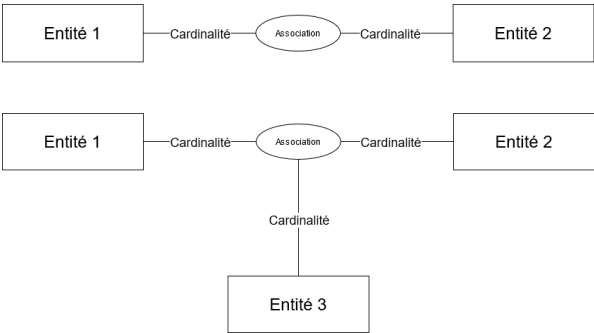 Entité 1
Cardinalité
Association
Cardinalité
Entité 2
Entité 1
Cardinalité
Association
Cardinalité
Entité 2
Cardinalité
Entité 3